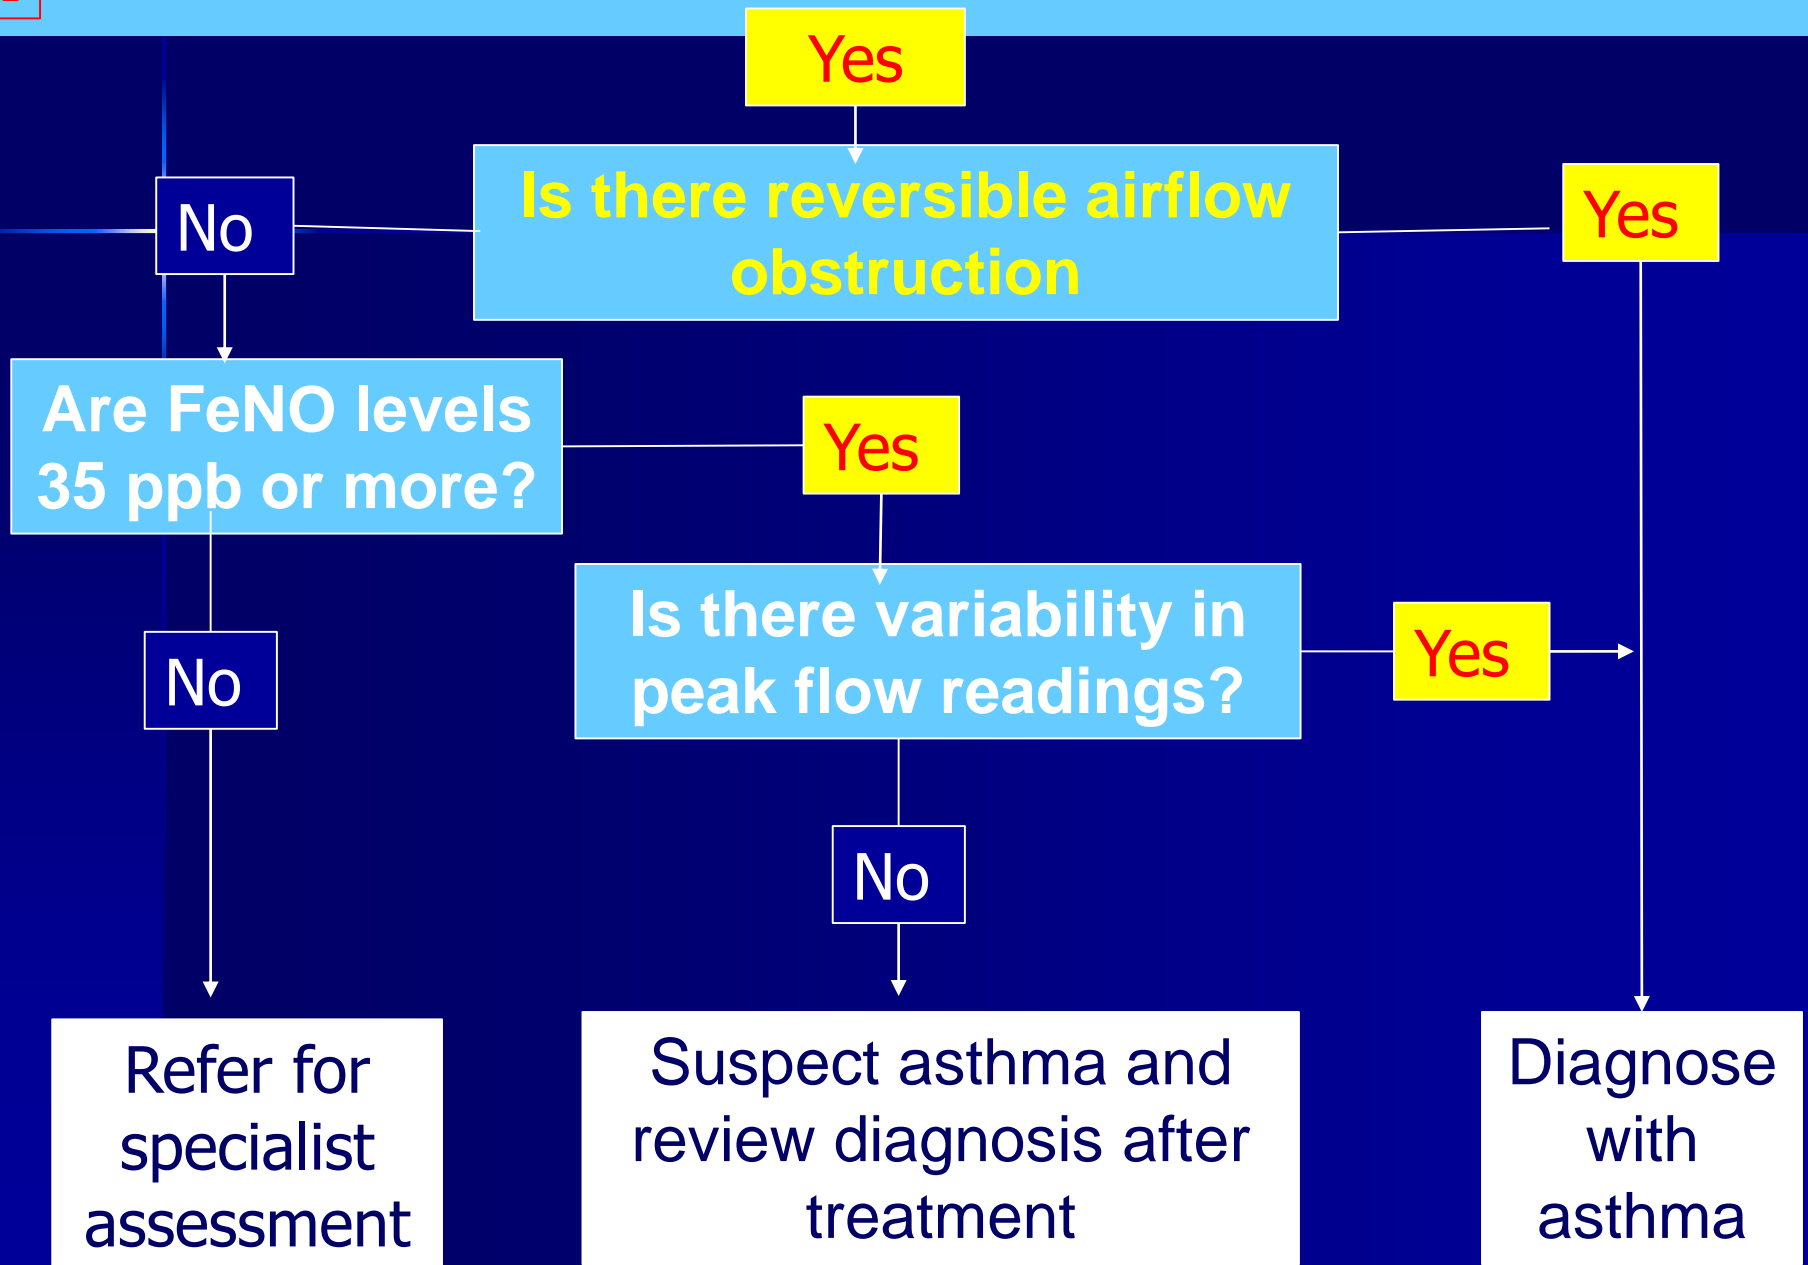 Yes
Is there reversible airflow
obstruction
No
Yes
Are FeNO levels
35 ppb or more?
Yes
Is there variability in
peak flow readings?
Yes
No
No
Refer for
specialist
assessment
Suspect asthma and
review diagnosis after
treatment
Diagnose
with
asthma